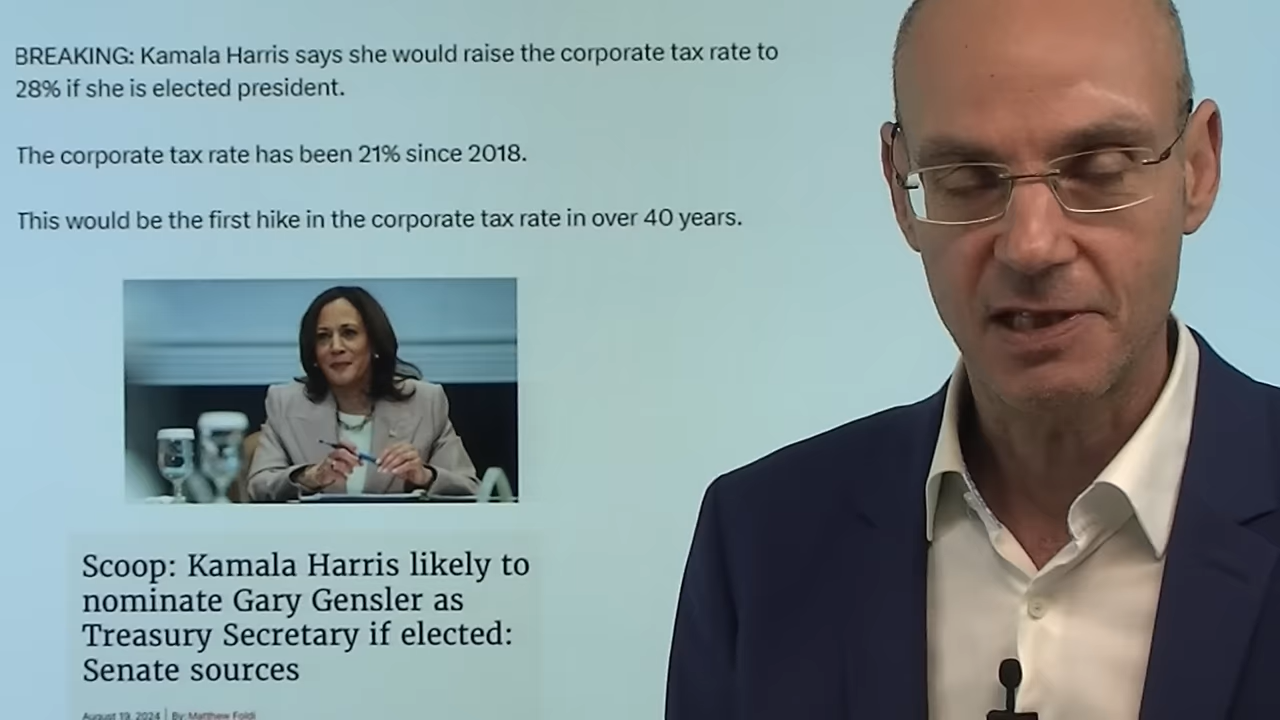 BREAKING: Kamala Harris says she would raise the corporate tax rate to
28% if she is elected president.
The corporate tax rate has been 21% since 2018.
This would be the first hike in the corporate tax rate in over 40 years.
Scoop: Kamala Harris likely to
nominate Gary Gensler as
Treasury Secretary if elected:
Senate sources
August 19, 2024 | By: Matthew Foldi